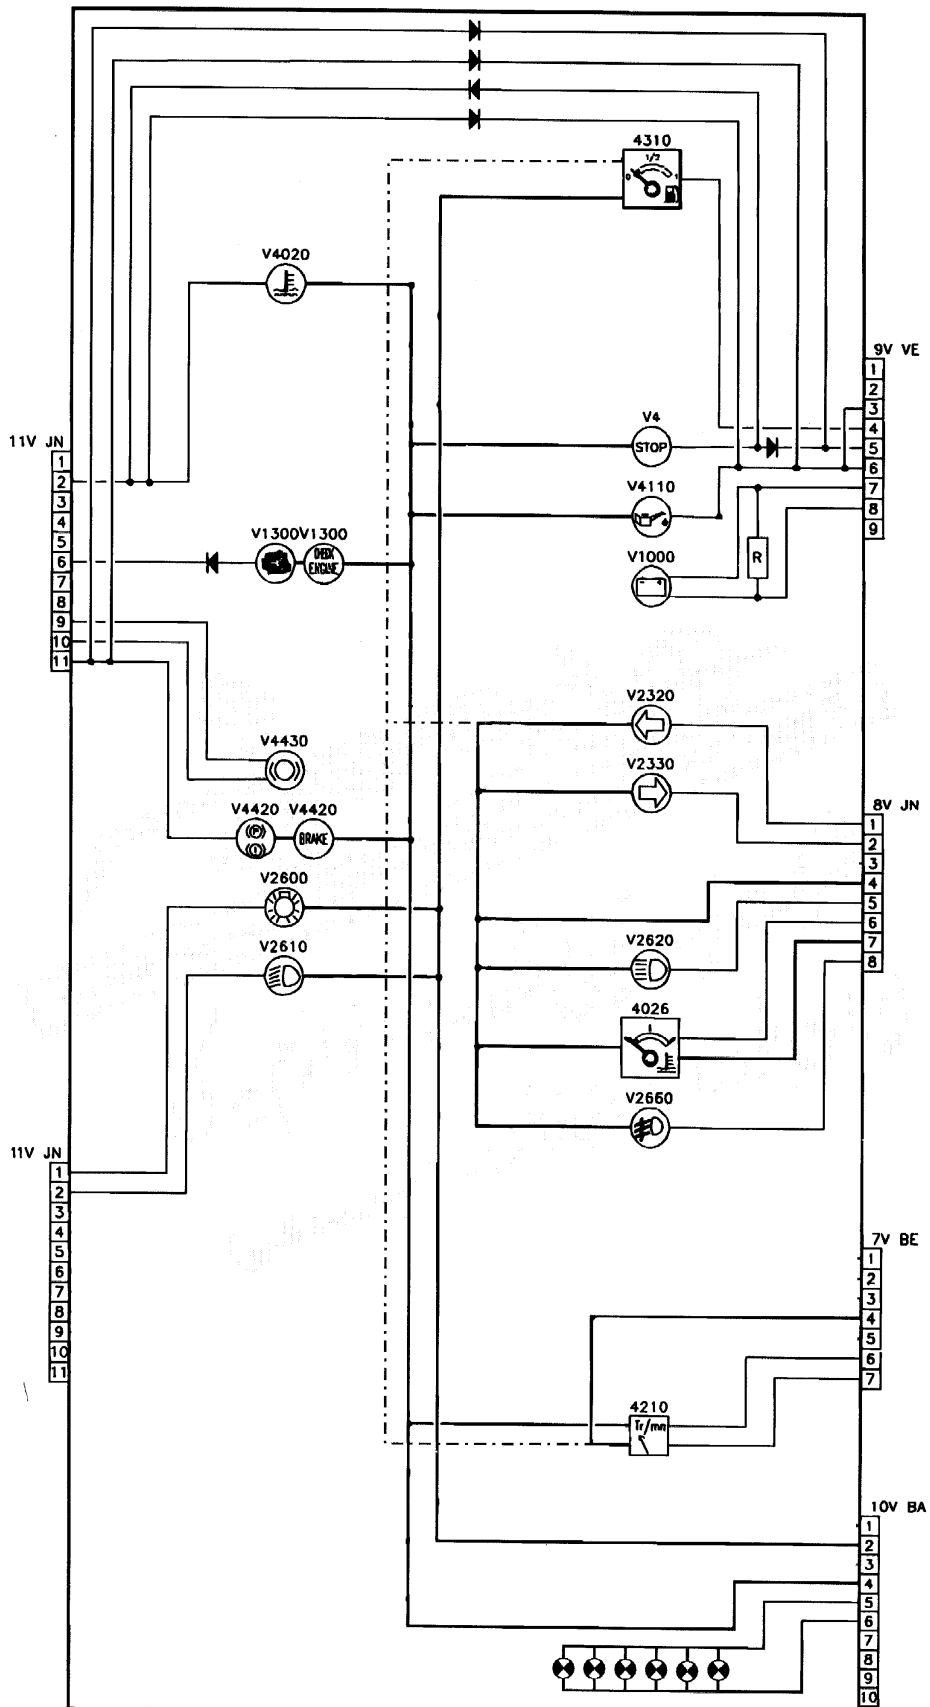 4310
0 1/2 1
V4020
9V VE
1
2
3
4
5
6
7
8
9
V4
STOP
V4110
V1000
R
11V JN
1
2
3
4
5
6
7
8
9
10
11
V1300 V1300
CHECK
ENGINE
V4430
V4420 V4420
(P)
(!)
BRAKE
V2600
V2610
V2320
V2330
8V JN
1
2
3
4
5
6
7
8
V2620
4026
V2660
11V JN
1
2
3
4
5
6
7
8
9
10
11
7V BE
1
2
3
4
5
6
7
4210
Tr/mn
10V BA
1
2
3
4
5
6
7
8
9
10